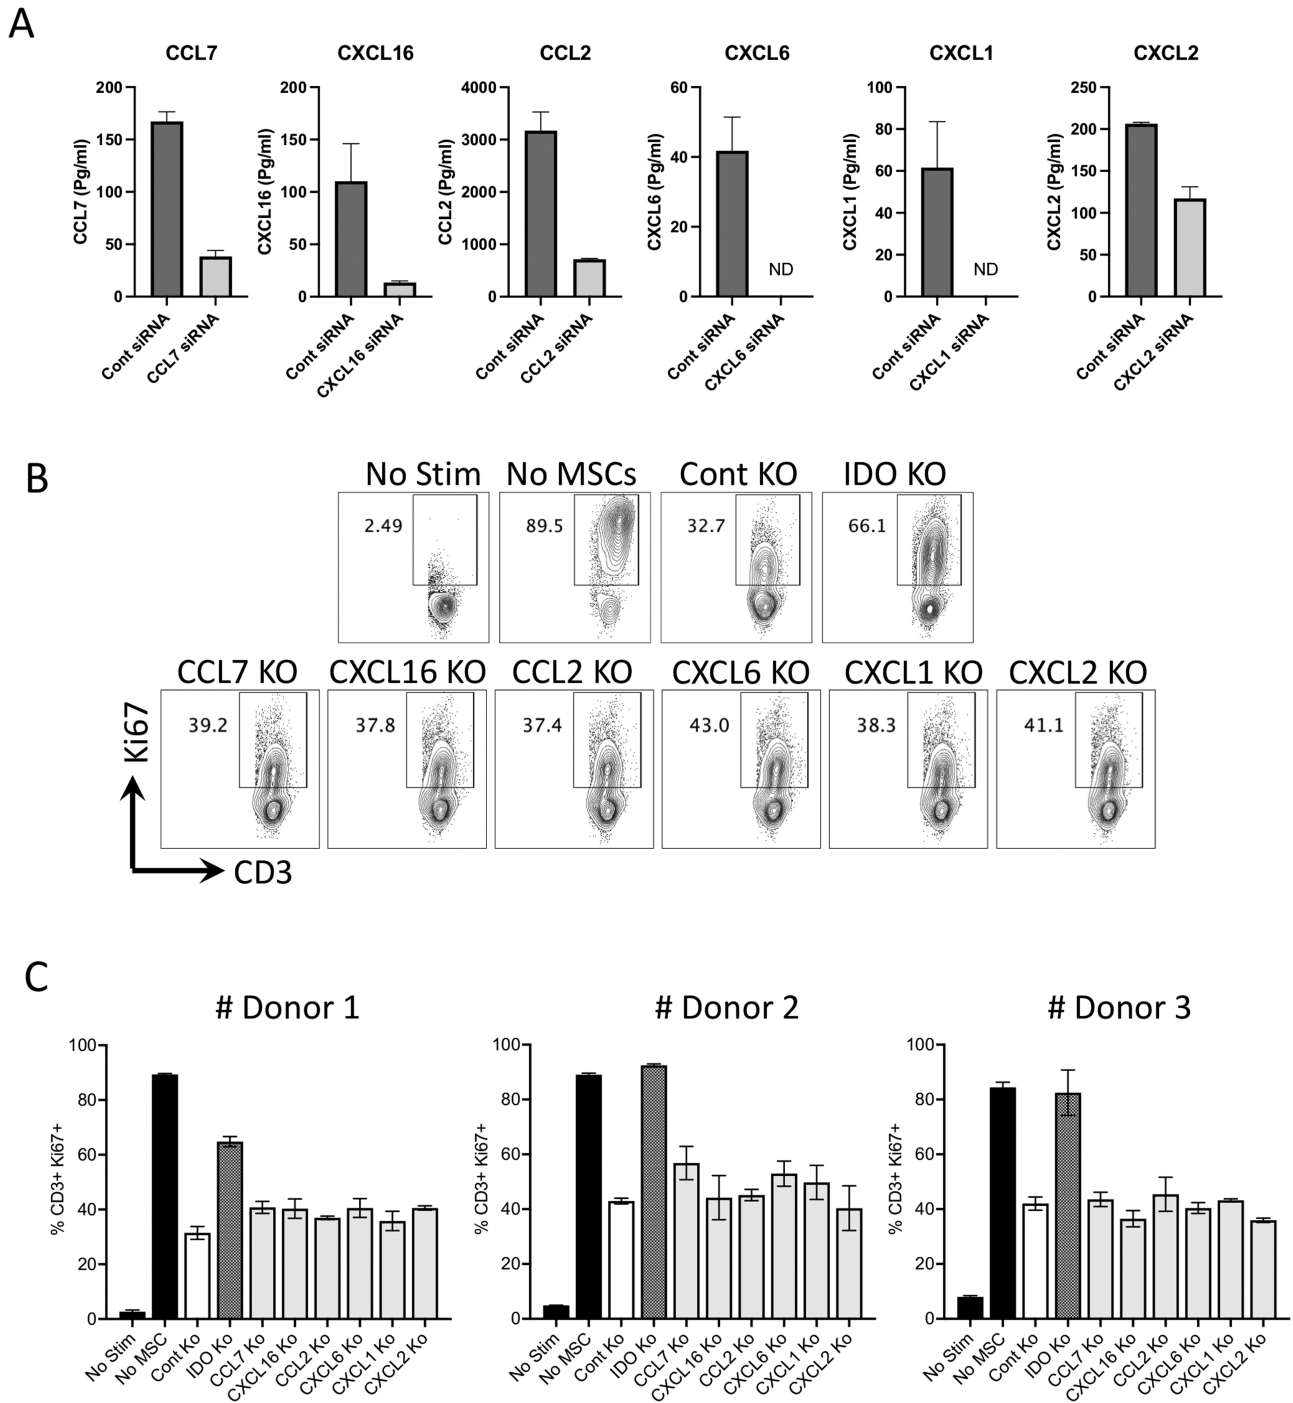 A
CCL7 CXCL16 CCL2 CXCL6 CXCL1 CXCL2
CCL7 (Pg/ml)
200
150
100
50
0
Cont siRNA
CCL7 siRNA
CXCL16 (Pg/ml)
200
150
100
50
0
Cont siRNA
CXCL16 siRNA
CCL2 (Pg/ml)
4000
3000
2000
1000
0
Cont siRNA
CCL2 siRNA
CXCL6 (Pg/ml)
60
40
20
0
ND
Cont siRNA
CXCL6 siRNA
CXCL1 (Pg/ml)
100
80
60
40
20
0
ND
Cont siRNA
CXCL1 siRNA
CXCL2 (Pg/ml)
250
200
150
100
50
0
Cont siRNA
CXCL2 siRNA
B
No Stim No MSCs Cont KO IDO KO
2.49 89.5 32.7 66.1
CCL7 KO CXCL16 KO CCL2 KO CXCL6 KO CXCL1 KO CXCL2 KO
39.2 37.8 37.4 43.0 38.3 41.1
Ki67
CD3
C
# Donor 1
% CD3+ Ki67+
100
80
60
40
20
0
No Stim
No MSC
Cont Ko
IDO Ko
CCL7 Ko
CXCL16 Ko
CCL2 Ko
CXCL6 Ko
CXCL1 Ko
CXCL2 Ko
# Donor 2
% CD3+ Ki67+
100
80
60
40
20
0
No Stim
No MSC
Cont Ko
IDO Ko
CCL7 Ko
CXCL16 Ko
CCL2 Ko
CXCL6 Ko
CXCL1 Ko
CXCL2 Ko
# Donor 3
% CD3+ Ki67+
100
80
60
40
20
0
No Stim
No MSC
Cont Ko
IDO Ko
CCL7 Ko
CXCL16 Ko
CCL2 Ko
CXCL6 Ko
CXCL1 Ko
CXCL2 Ko